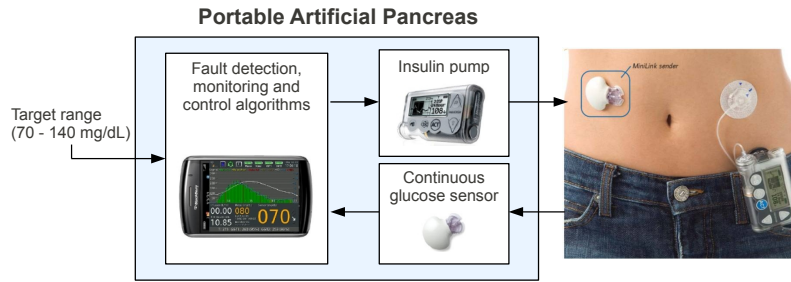 Portable Artificial Pancreas
Fault detection,
monitoring and
control algorithms
Insulin pump
MiniLink sender
Target range
(70 - 140 mg/dL)
Continuous
glucose sensor
00.00
080
10.85
070
ACT